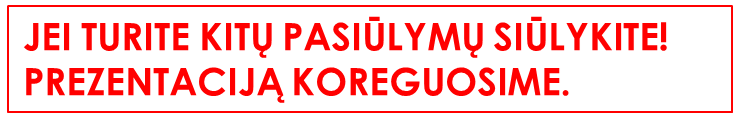 JEI TURITE KITŲ PASIŪLYMŲ SIŪLYKITE!
PREZENTACIJĄ KOREGUOSIME.